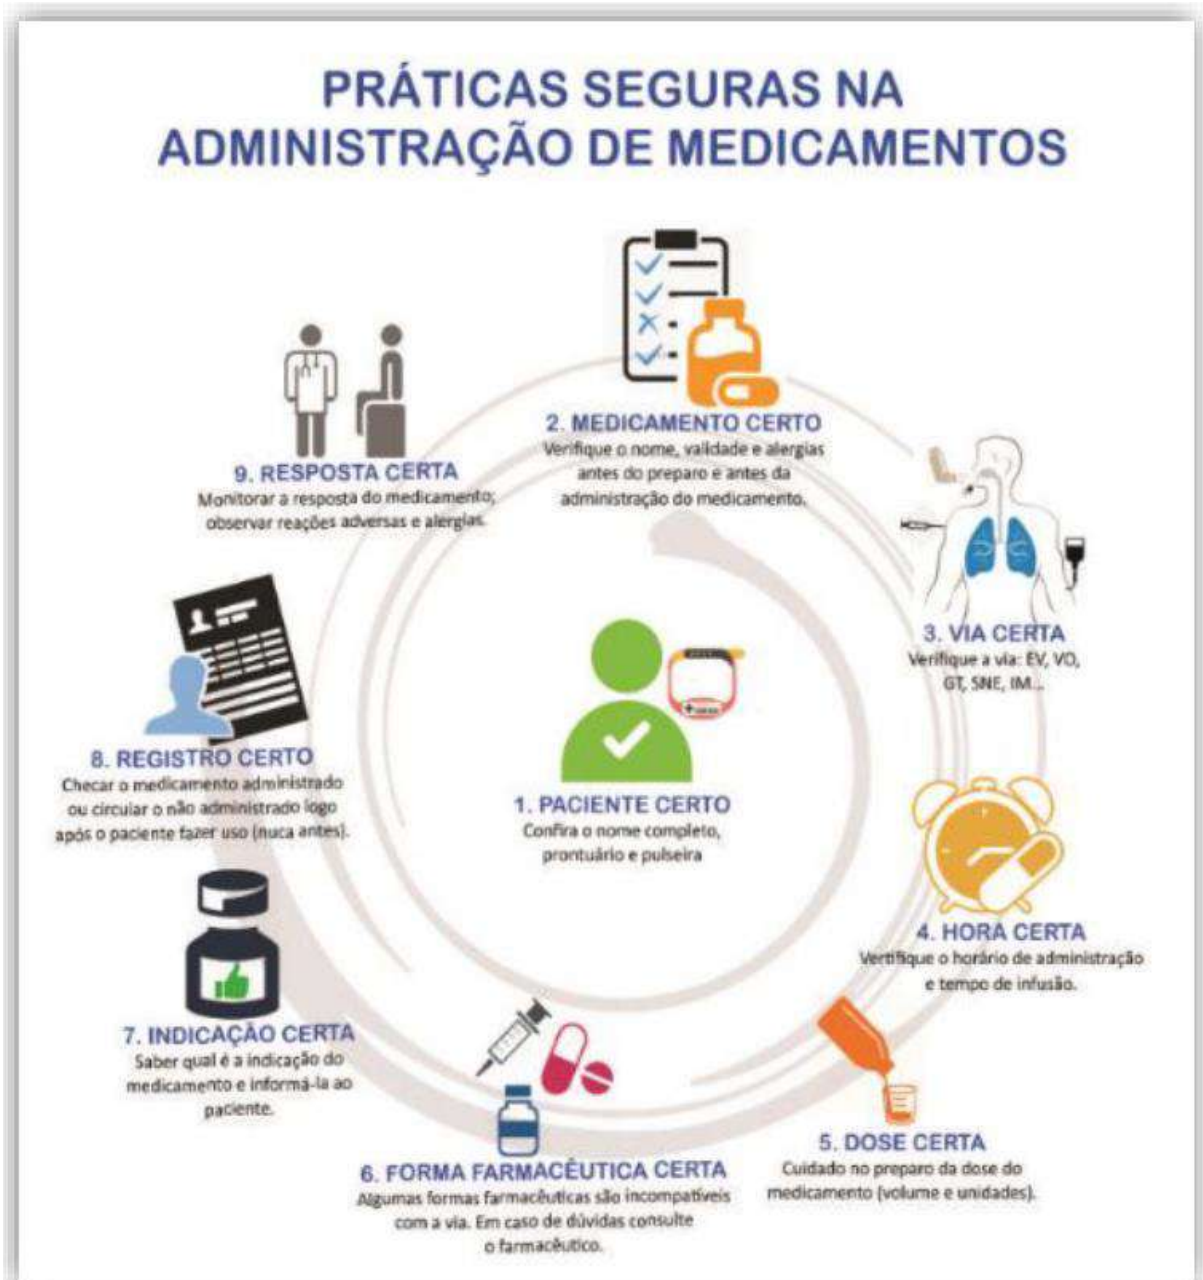 PRÁTICAS SEGURAS NA
ADMINISTRAÇÃO DE MEDICAMENTOS
1. PACIENTE CERTO
Confira o nome completo,
prontuário e pulseira
2. MEDICAMENTO CERTO
Verifique o nome, validade e alergias
antes do preparo e antes da
administração do medicamento.
3. VIA CERTA
Verifique a via: EV, VO,
GT, SNE, IM...
4. HORA CERTA
Vertifique o horário de administração
e tempo de infusão.
5. DOSE CERTA
Cuidado no preparo da dose do
medicamento (volume e unidades).
6. FORMA FARMACÊUTICA CERTA
Algumas formas farmacêuticas são incompatíveis
com a via. Em caso de dúvidas consulte
o farmacêutico.
7. INDICAÇÃO CERTA
Saber qual é a indicação do
medicamento e informá-la ao
paciente.
8. REGISTRO CERTO
Checar o medicamento administrado
ou circular o não administrado logo
após o paciente fazer uso (nuca antes).
9. RESPOSTA CERTA
Monitorar a resposta do medicamento;
observar reações adversas e alergias.